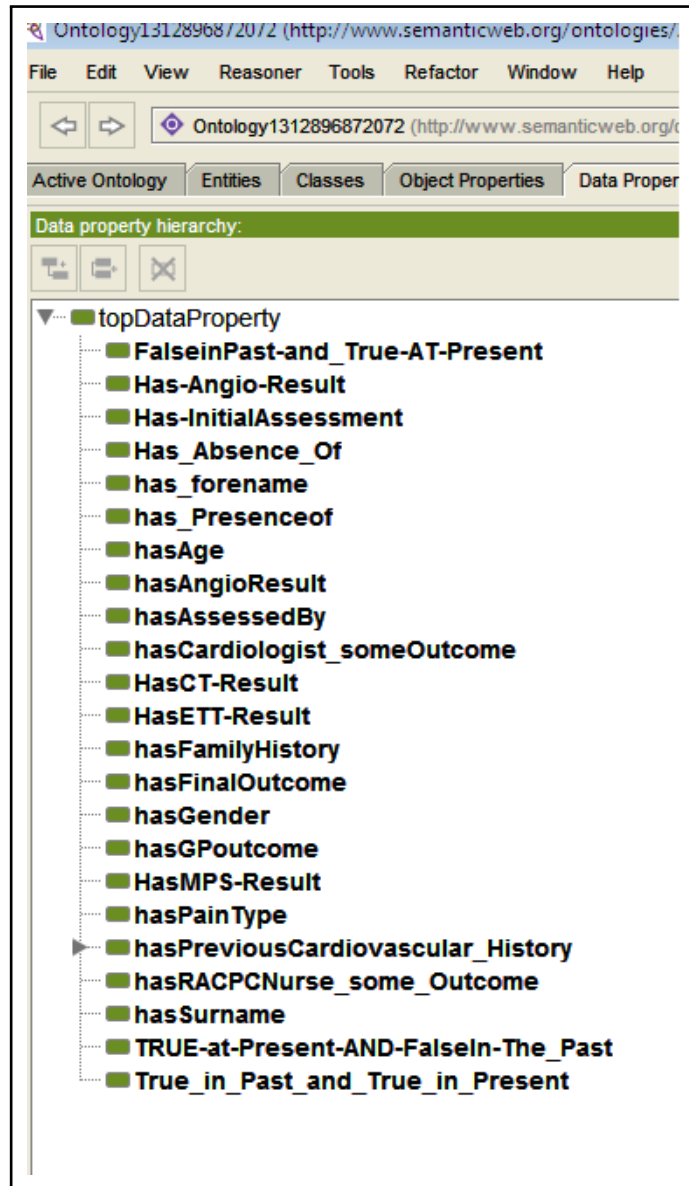 Ontology1312896872072 (http://www.semanticweb.org/ontologies/
File Edit View Reasoner Tools Refactor Window Help
Ontology1312896872072 (http://www.semanticweb.org/
Active Ontology Entities Classes Object Properties Data Proper
Data property hierarchy:
topDataProperty
FalseinPast-and_True-AT-Present
Has-Angio-Result
Has-InitialAssessment
Has_Absence_Of
has_forename
has_Presenceof
hasAge
hasAngioResult
hasAssessedBy
hasCardiologist_someOutcome
HasCT-Result
HasETT-Result
hasFamilyHistory
hasFinalOutcome
hasGender
hasGPoutcome
HasMPS-Result
hasPainType
hasPreviousCardiovascular_History
hasRACPCNurse_some_Outcome
hasSurname
TRUE-at-Present-AND-FalseIn-The_Past
True_in_Past_and_True_in_Present